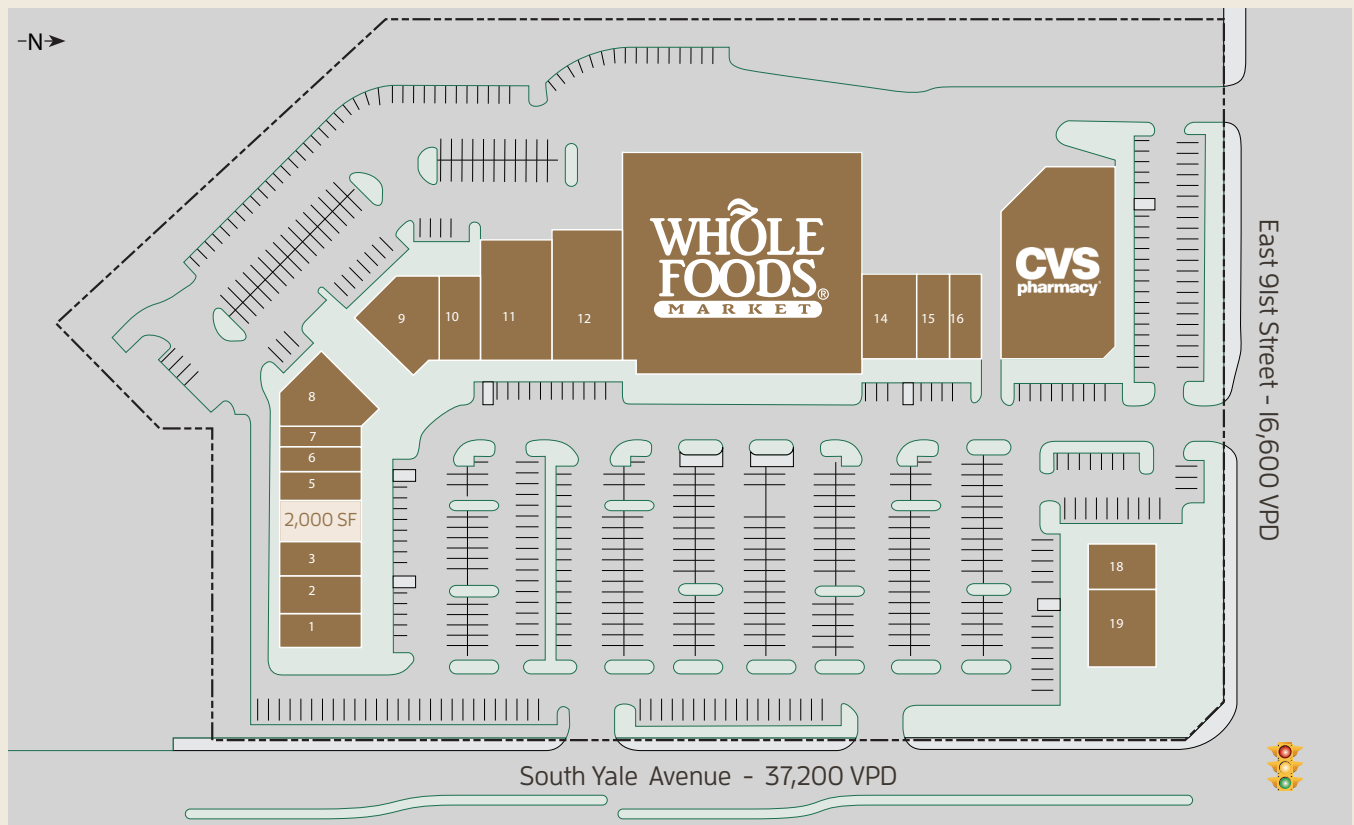 -N
WHOLE
FOODS®
MARKET
CVS
pharmacy
9
10
11
12
14
15
16
8
7
6
5
2,000 SF
3
2
1
18
19
East 91st Street - 16,600 VPD
South Yale Avenue - 37,200 VPD